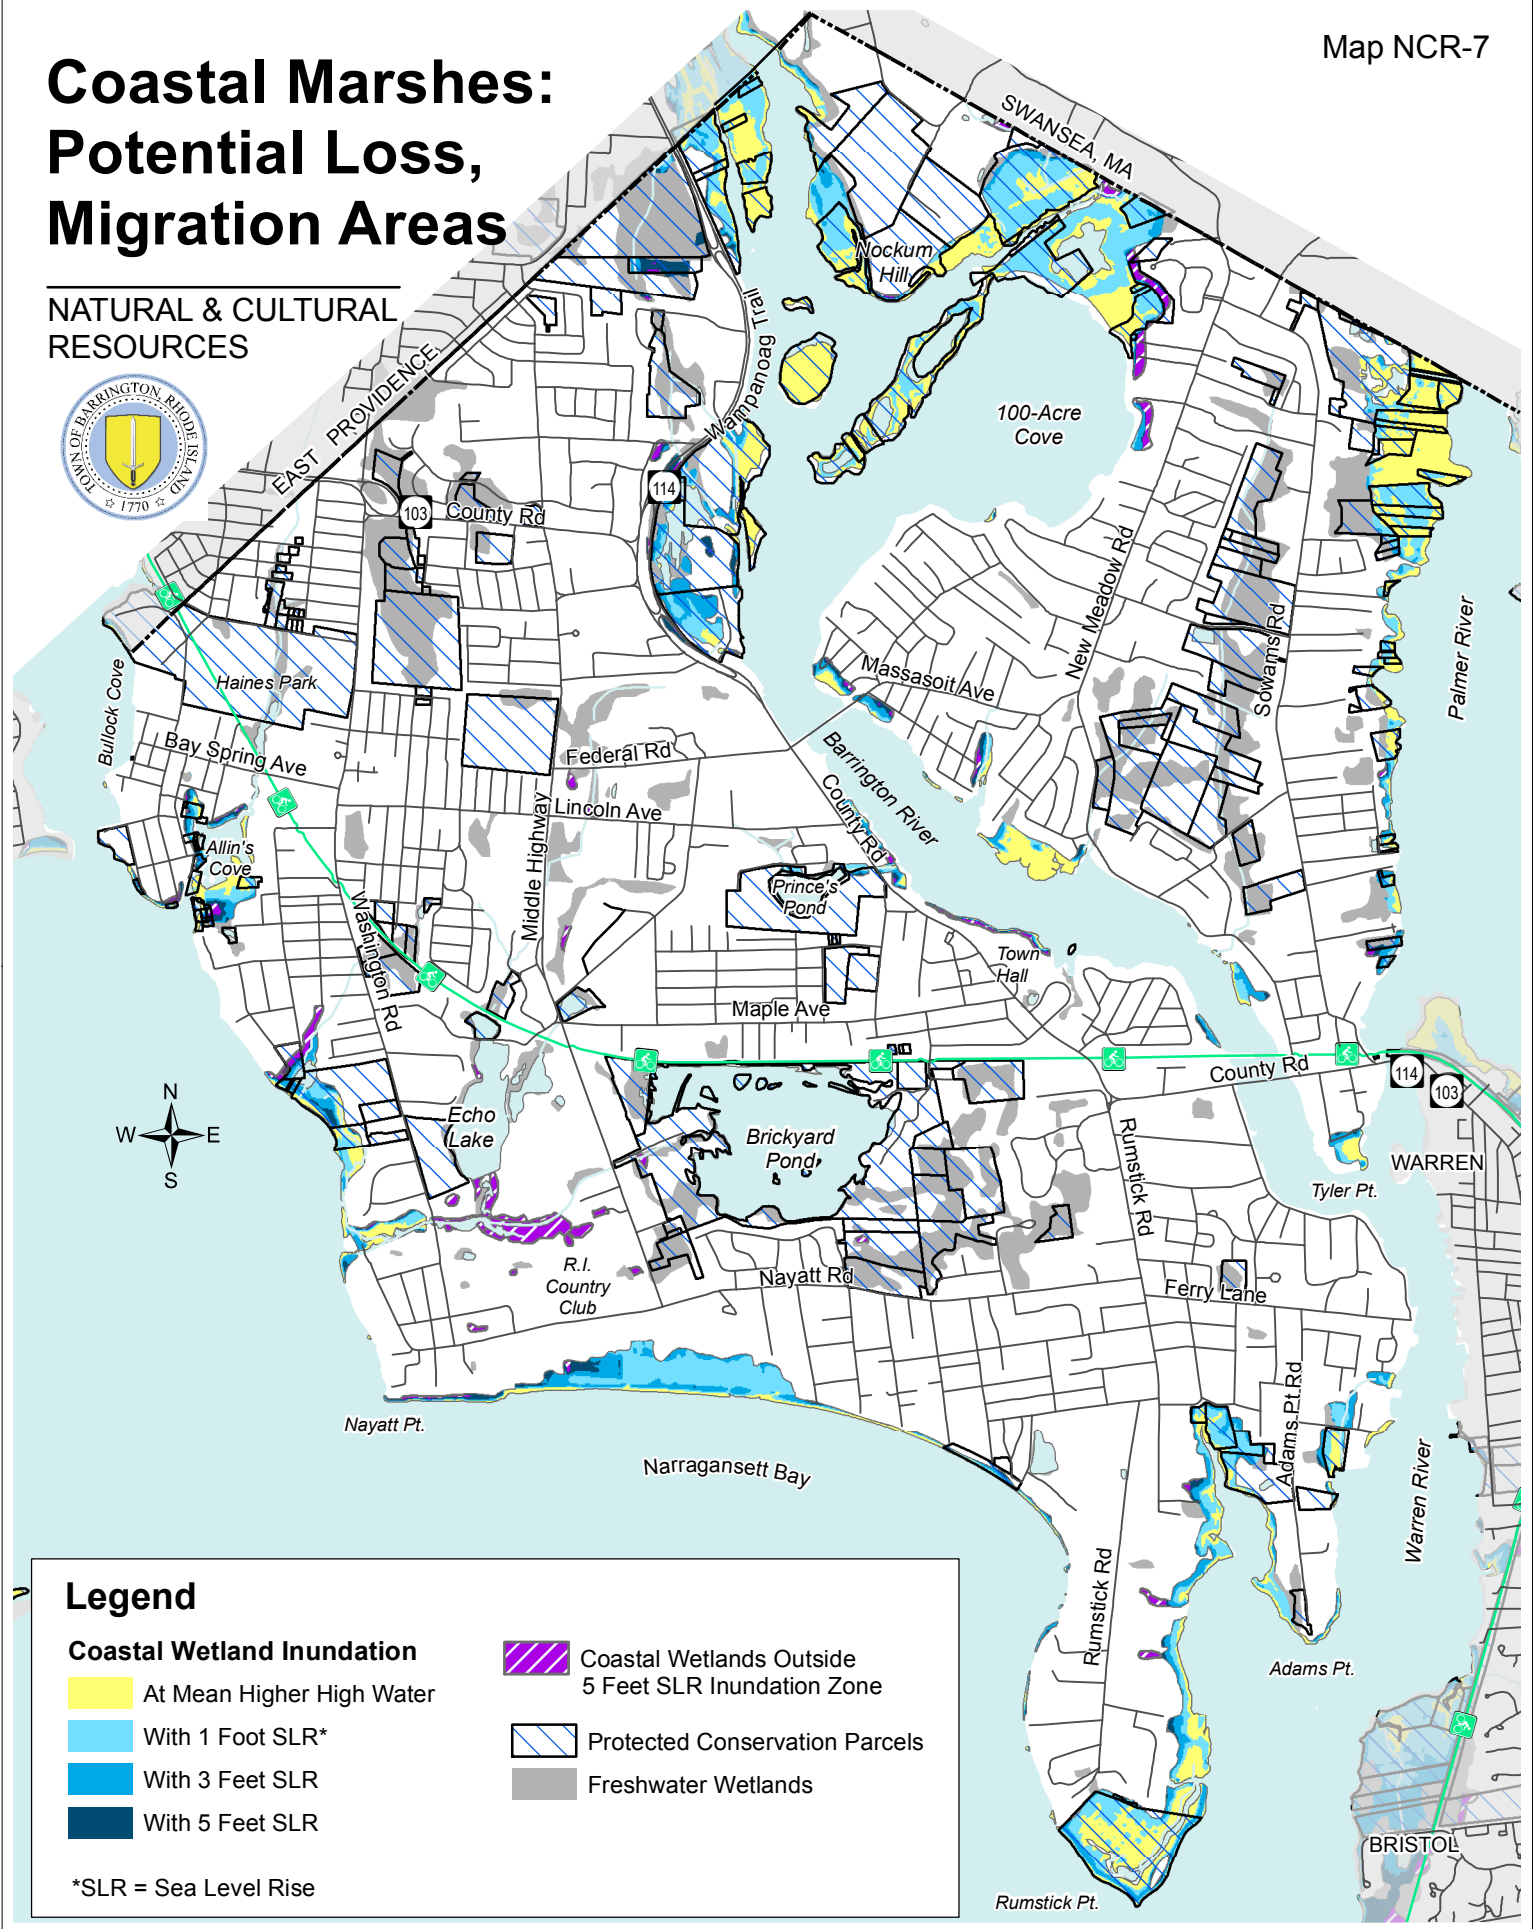 Map NCR-7
Coastal Marshes:
Potential Loss,
Migration Areas
NATURAL & CULTURAL
RESOURCES
TOWN OF BARRINGTON, RHODE ISLAND
1770
SWANSEA, MA
EAST PROVIDENCE
Nockum
Hill
Wampanoag Trail
100-Acre
Cove
114
103
County Rd
New Meadow Rd
Sowams Rd
Palmer River
Massasoit Ave
Haines Park
Bullock Cove
Bay Spring Ave
Federal Rd
Barrington River
County Rd
Lincoln Ave
Middle Highway
Allin's
Cove
Prince's
Pond
Washington Rd
Town
Hall
Maple Ave
County Rd
114
103
Echo
Lake
Brickyard
Pond
Rumstick Rd
WARREN
Tyler Pt.
N
W
E
S
R.I.
Country
Club
Nayatt Rd
Ferry Lane
Adams Pt Rd
Nayatt Pt.
Narragansett Bay
Warren River
Rumstick Rd
Adams Pt.
BRISTOL
Rumstick Pt.
Legend
Coastal Wetland Inundation
At Mean Higher High Water
With 1 Foot SLR*
With 3 Feet SLR
With 5 Feet SLR
*SLR = Sea Level Rise
Coastal Wetlands Outside
5 Feet SLR Inundation Zone
Protected Conservation Parcels
Freshwater Wetlands